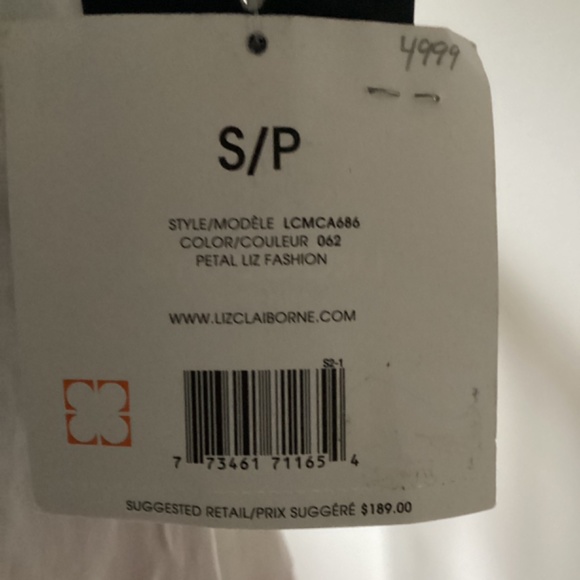 4999
S/P
STYLE/MODÈLE LCMCA686
COLOR/COULEUR 062
PETAL LIZ FASHION
WWW.LIZCLAIBORNE.COM
S2-1
7 73461 71165 4
SUGGESTED RETAIL/PRIX SUGGÉRÉ $189.00